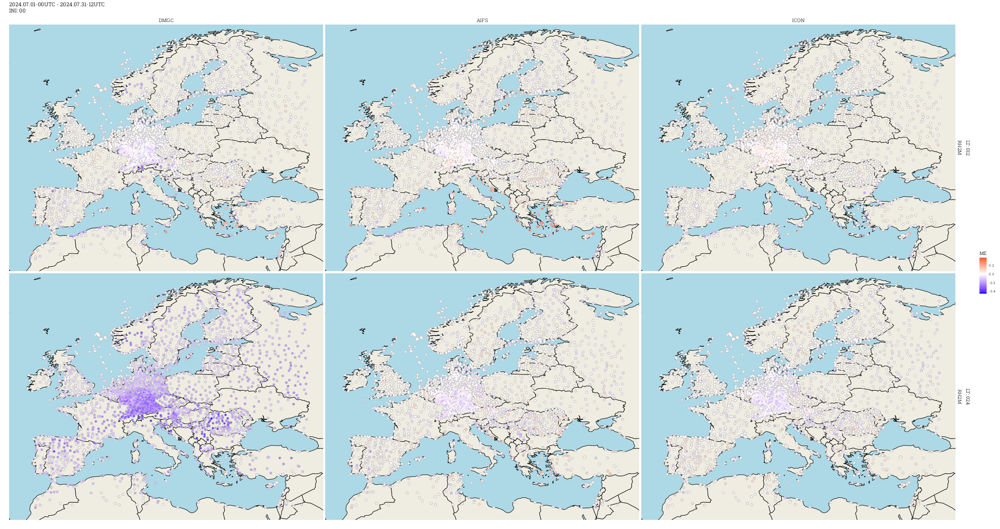 2024.07.01-00UTC - 2024.07.31-12UTC
INI: 00
DMGC
AIFS
ICON
LT: 012
RH2M
ME
0.2
0.0
-0.2
-0.4
LT: 024
RH2M